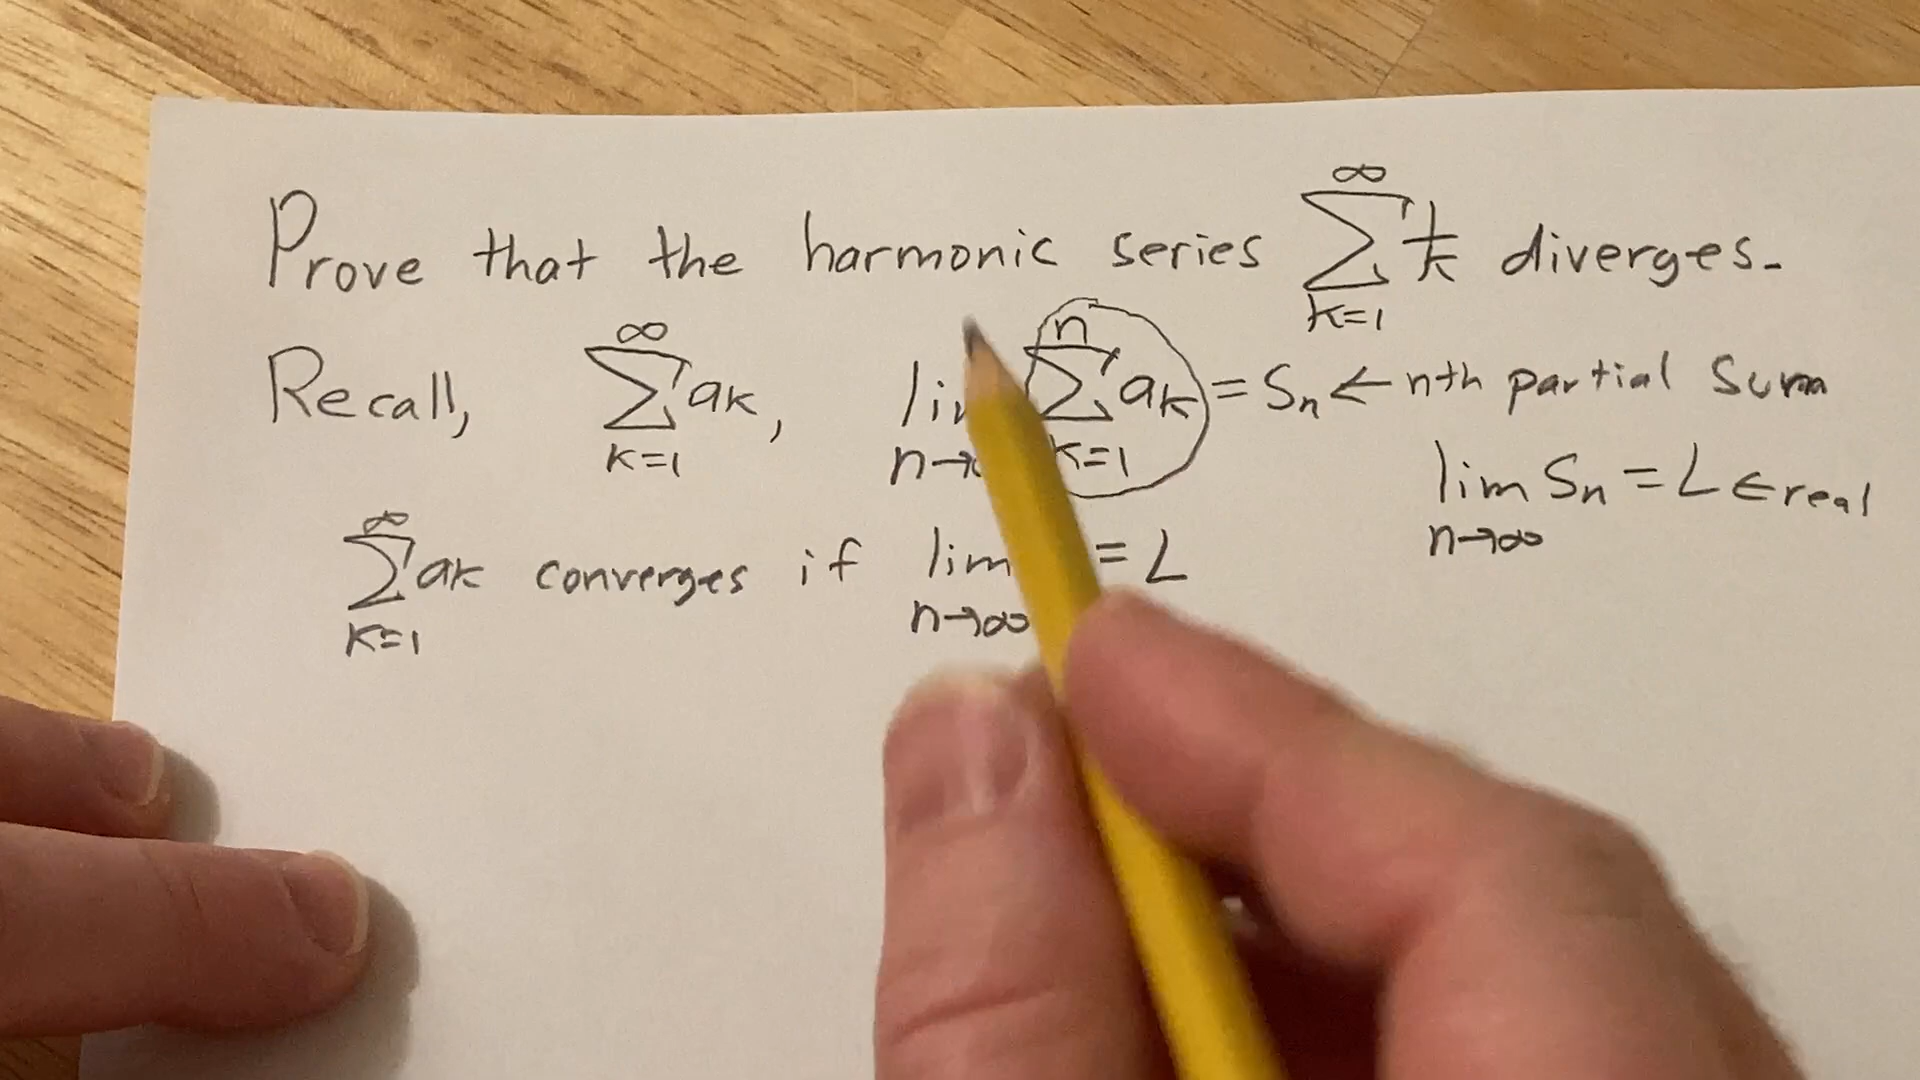 Prove that the harmonic series ∞ Σ k=1 1/k diverges.
Recall, ∞ Σ k=1 ak, n→ n Σ k=1 ak = Sn ← nth partial Sum
lim n→∞ Sn = L ∈ real
∞ Σ k=1 ak converges if lim n→∞ = L